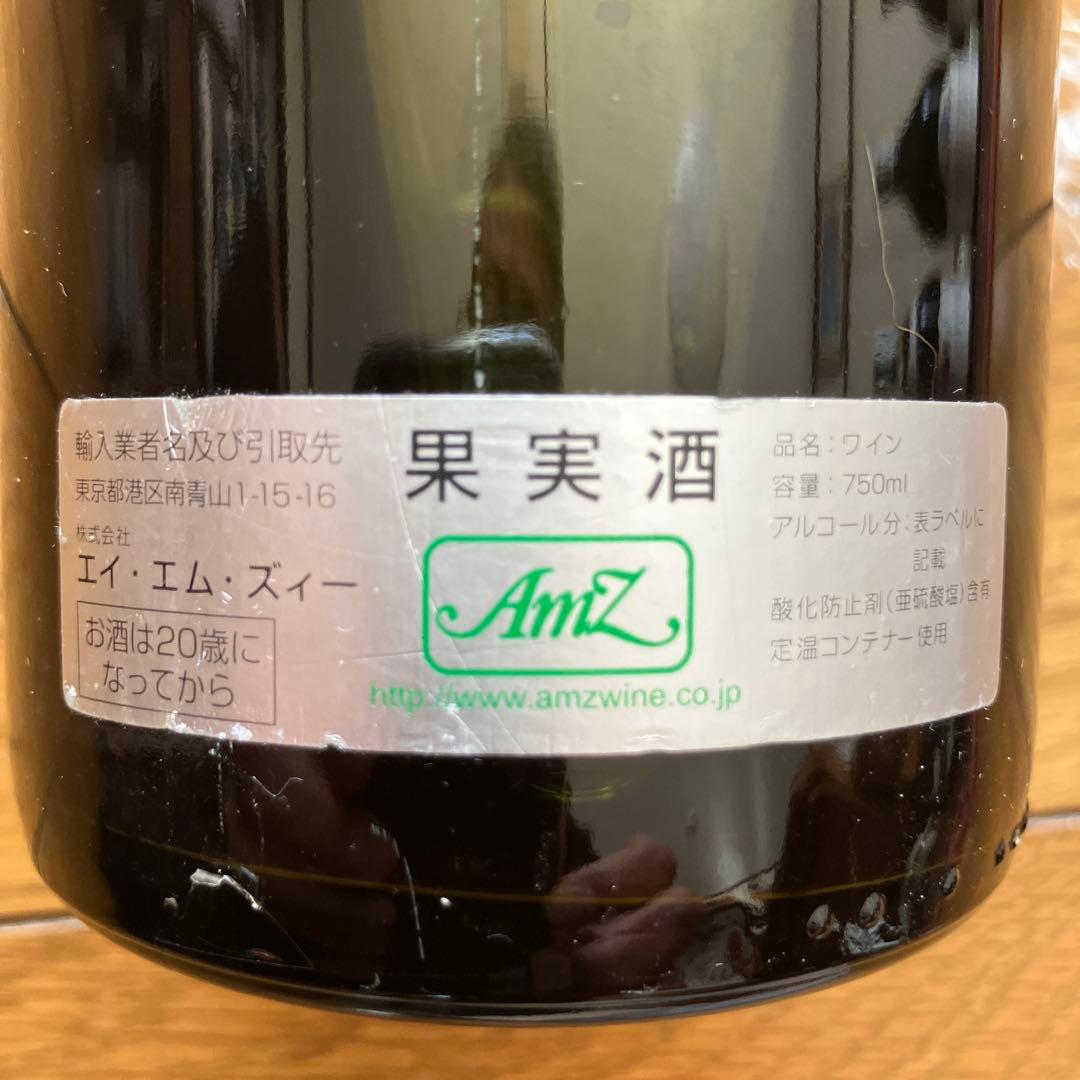 輸入業者名及び引取先
東京都港区南青山1-15-16
株式会社
エイ・エム・ズィー
お酒は20歳に
なってから
果実酒
AmZ
http://www.amzwine.co.jp
品名:ワイン
容量:750ml
アルコール分:表ラベルに
記載
酸化防止剤(亜硫酸塩)含有
定温コンテナー使用